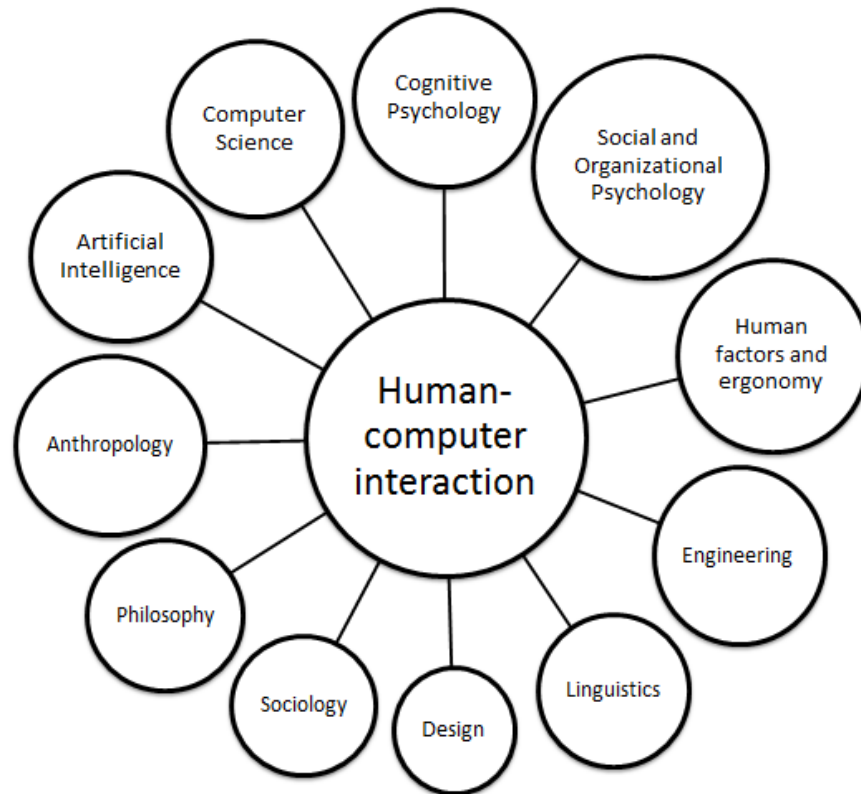 Cognitive
Psychology
Computer
Science
Social and
Organizational
Psychology
Artificial
Intelligence
Human
factors and
ergonomy
Human-
computer
interaction
Anthropology
Engineering
Philosophy
Linguistics
Sociology
Design